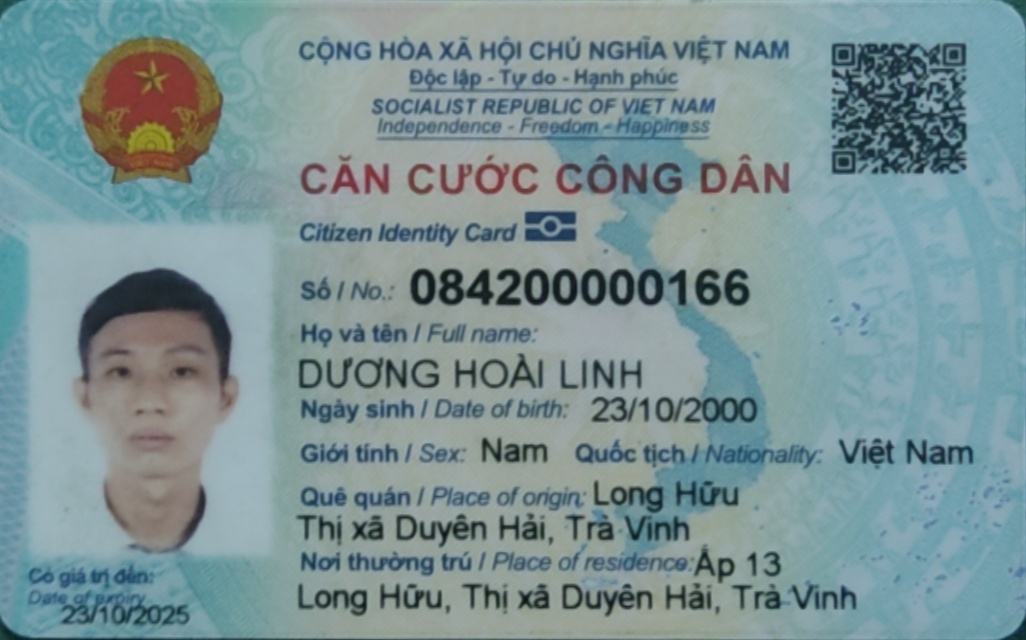 CỘNG HÒA XÃ HỘI CHỦ NGHĨA VIỆT NAM
Độc lập - Tự do - Hạnh phúc
SOCIALIST REPUBLIC OF VIET NAM
Independence - Freedom - Happiness
CĂN CƯỚC CÔNG DÂN
Citizen Identity Card
Số / No.: 084200000166
Họ và tên / Full name:
DƯƠNG HOÀI LINH
Ngày sinh / Date of birth: 23/10/2000
Giới tính / Sex: Nam Quốc tịch / Nationality: Việt Nam
Quê quán / Place of origin: Long Hữu
Thị xã Duyên Hải, Trà Vinh
Nơi thường trú / Place of residence: Ấp 13
Long Hữu, Thị xã Duyên Hải, Trà Vinh
Có giá trị đến:
Date of expiry
23/10/2025